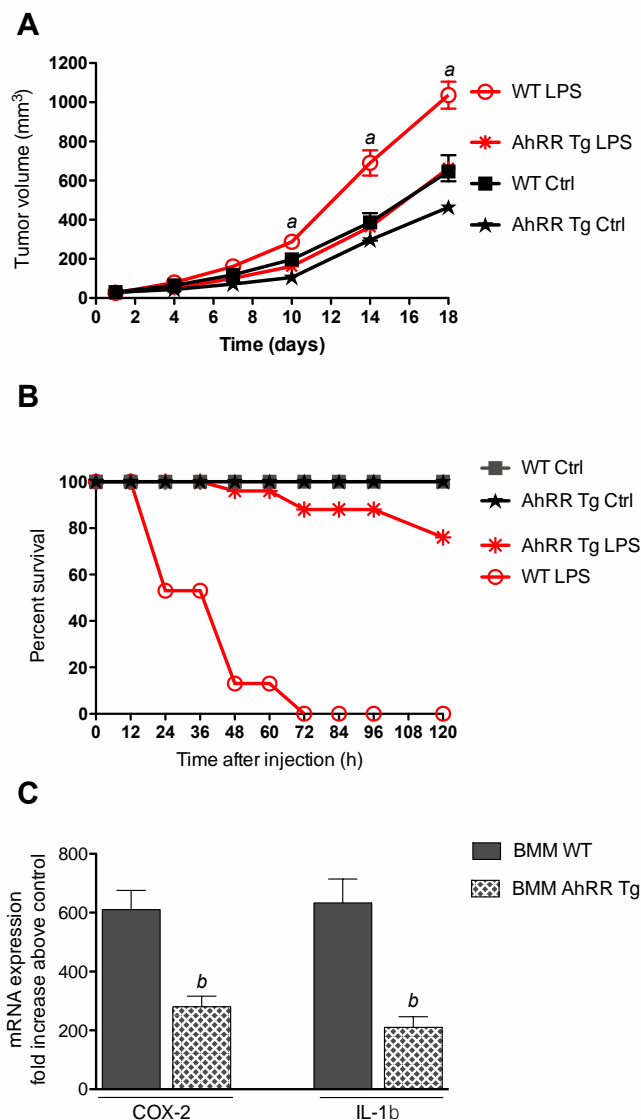 A
1200
1000
800
600
400
200
0
Tumor volume (mm³)
a
a
a
0 2 4 6 8 10 12 14 16 18
Time (days)
WT LPS
AhRR Tg LPS
WT Ctrl
AhRR Tg Ctrl
B
100
80
60
40
20
0
Percent survival
0 12 24 36 48 60 72 84 96 108 120
Time after injection (h)
WT Ctrl
AhRR Tg Ctrl
AhRR Tg LPS
WT LPS
C
800
600
400
200
0
mRNA expression
fold increase above control
b
b
COX-2 IL-1b
BMM WT
BMM AhRR Tg